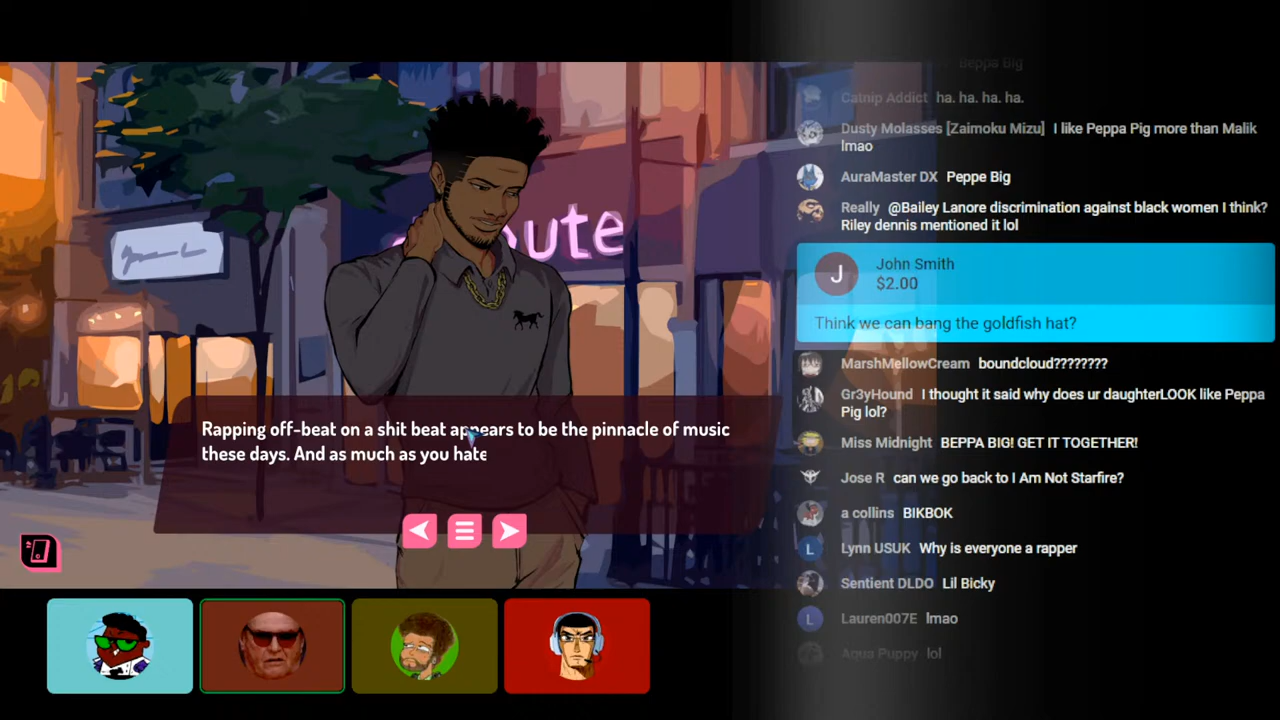 Beppa Big
Catnip Addict ha. ha. ha. ha.
Dusty Molasses [Zaimoku Mizu] I like Peppa Pig more than Malik
lmao
AuraMaster DX Peppe Big
Really @Bailey Lanore discrimination against black women I think?
Riley dennis mentioned it lol
J
John Smith
$2.00
Think we can bang the goldfish hat?
MarshMellowCream boundcloud????????
Gr3yHound I thought it said why does ur daughterLOOK like Peppa
Pig lol?
Miss Midnight BEPPA BIG! GET IT TOGETHER!
Jose R can we go back to I Am Not Starfire?
a collins BIKBOK
L Lynn USUK Why is everyone a rapper
Sentient DLDO Lil Bicky
L Lauren007E lmao
Aqua Puppy lol
ute
Rapping off-beat on a shit beat appears to be the pinnacle of music
these days. And as much as you hate